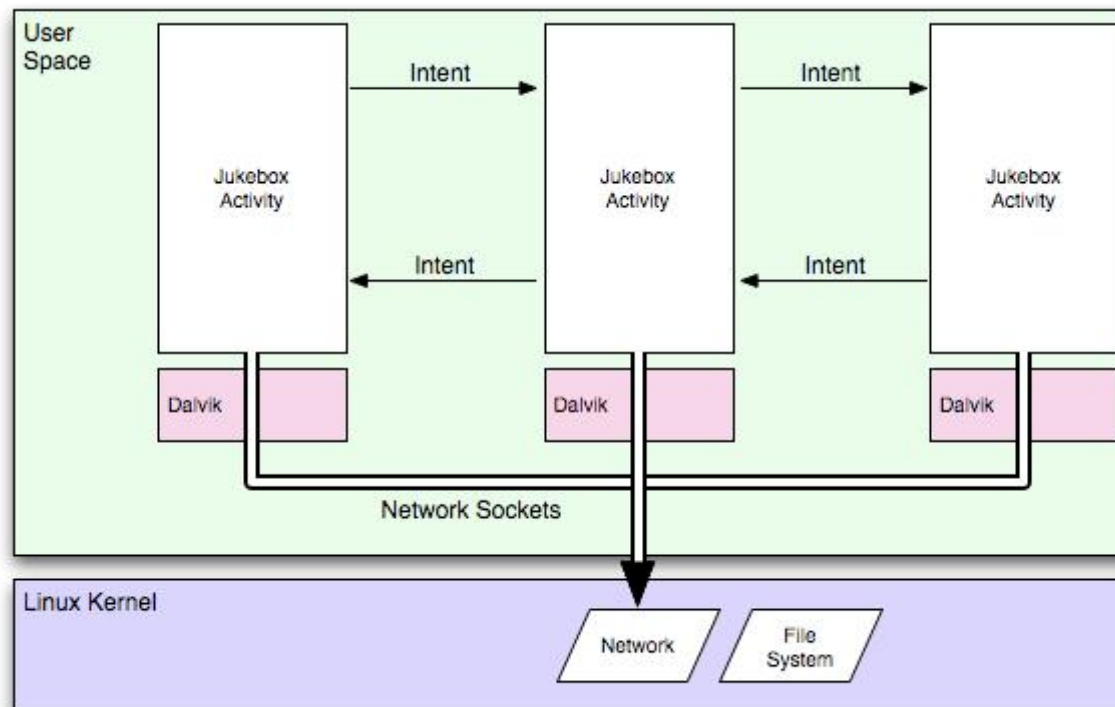 User
Space
Intent
Intent
Jukebox
Activity
Jukebox
Activity
Jukebox
Activity
Intent
Intent
Dalvik
Dalvik
Dalvik
Network Sockets
Linux Kernel
Network
File
System